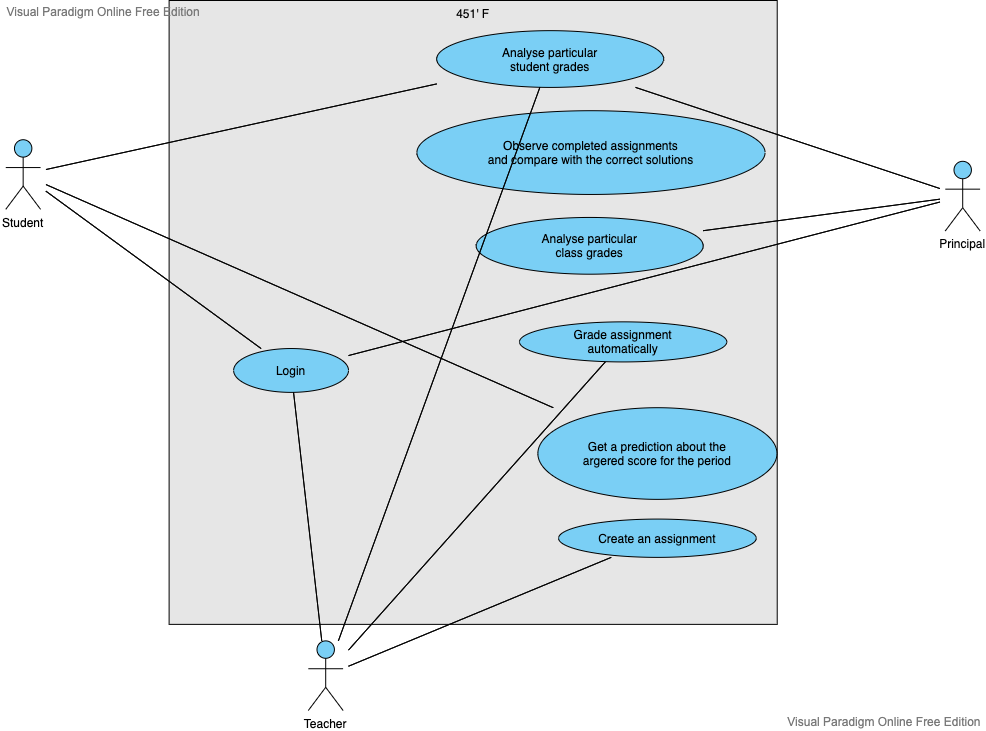 Visual Paradigm Online Free Edition
451' F
Analyse particular
student grades
Observe completed assignments
and compare with the correct solutions
Student
Analyse particular
class grades
Principal
Grade assignment
automatically
Login
Get a prediction about the
argered score for the period
Create an assignment
Teacher
Visual Paradigm Online Free Edition